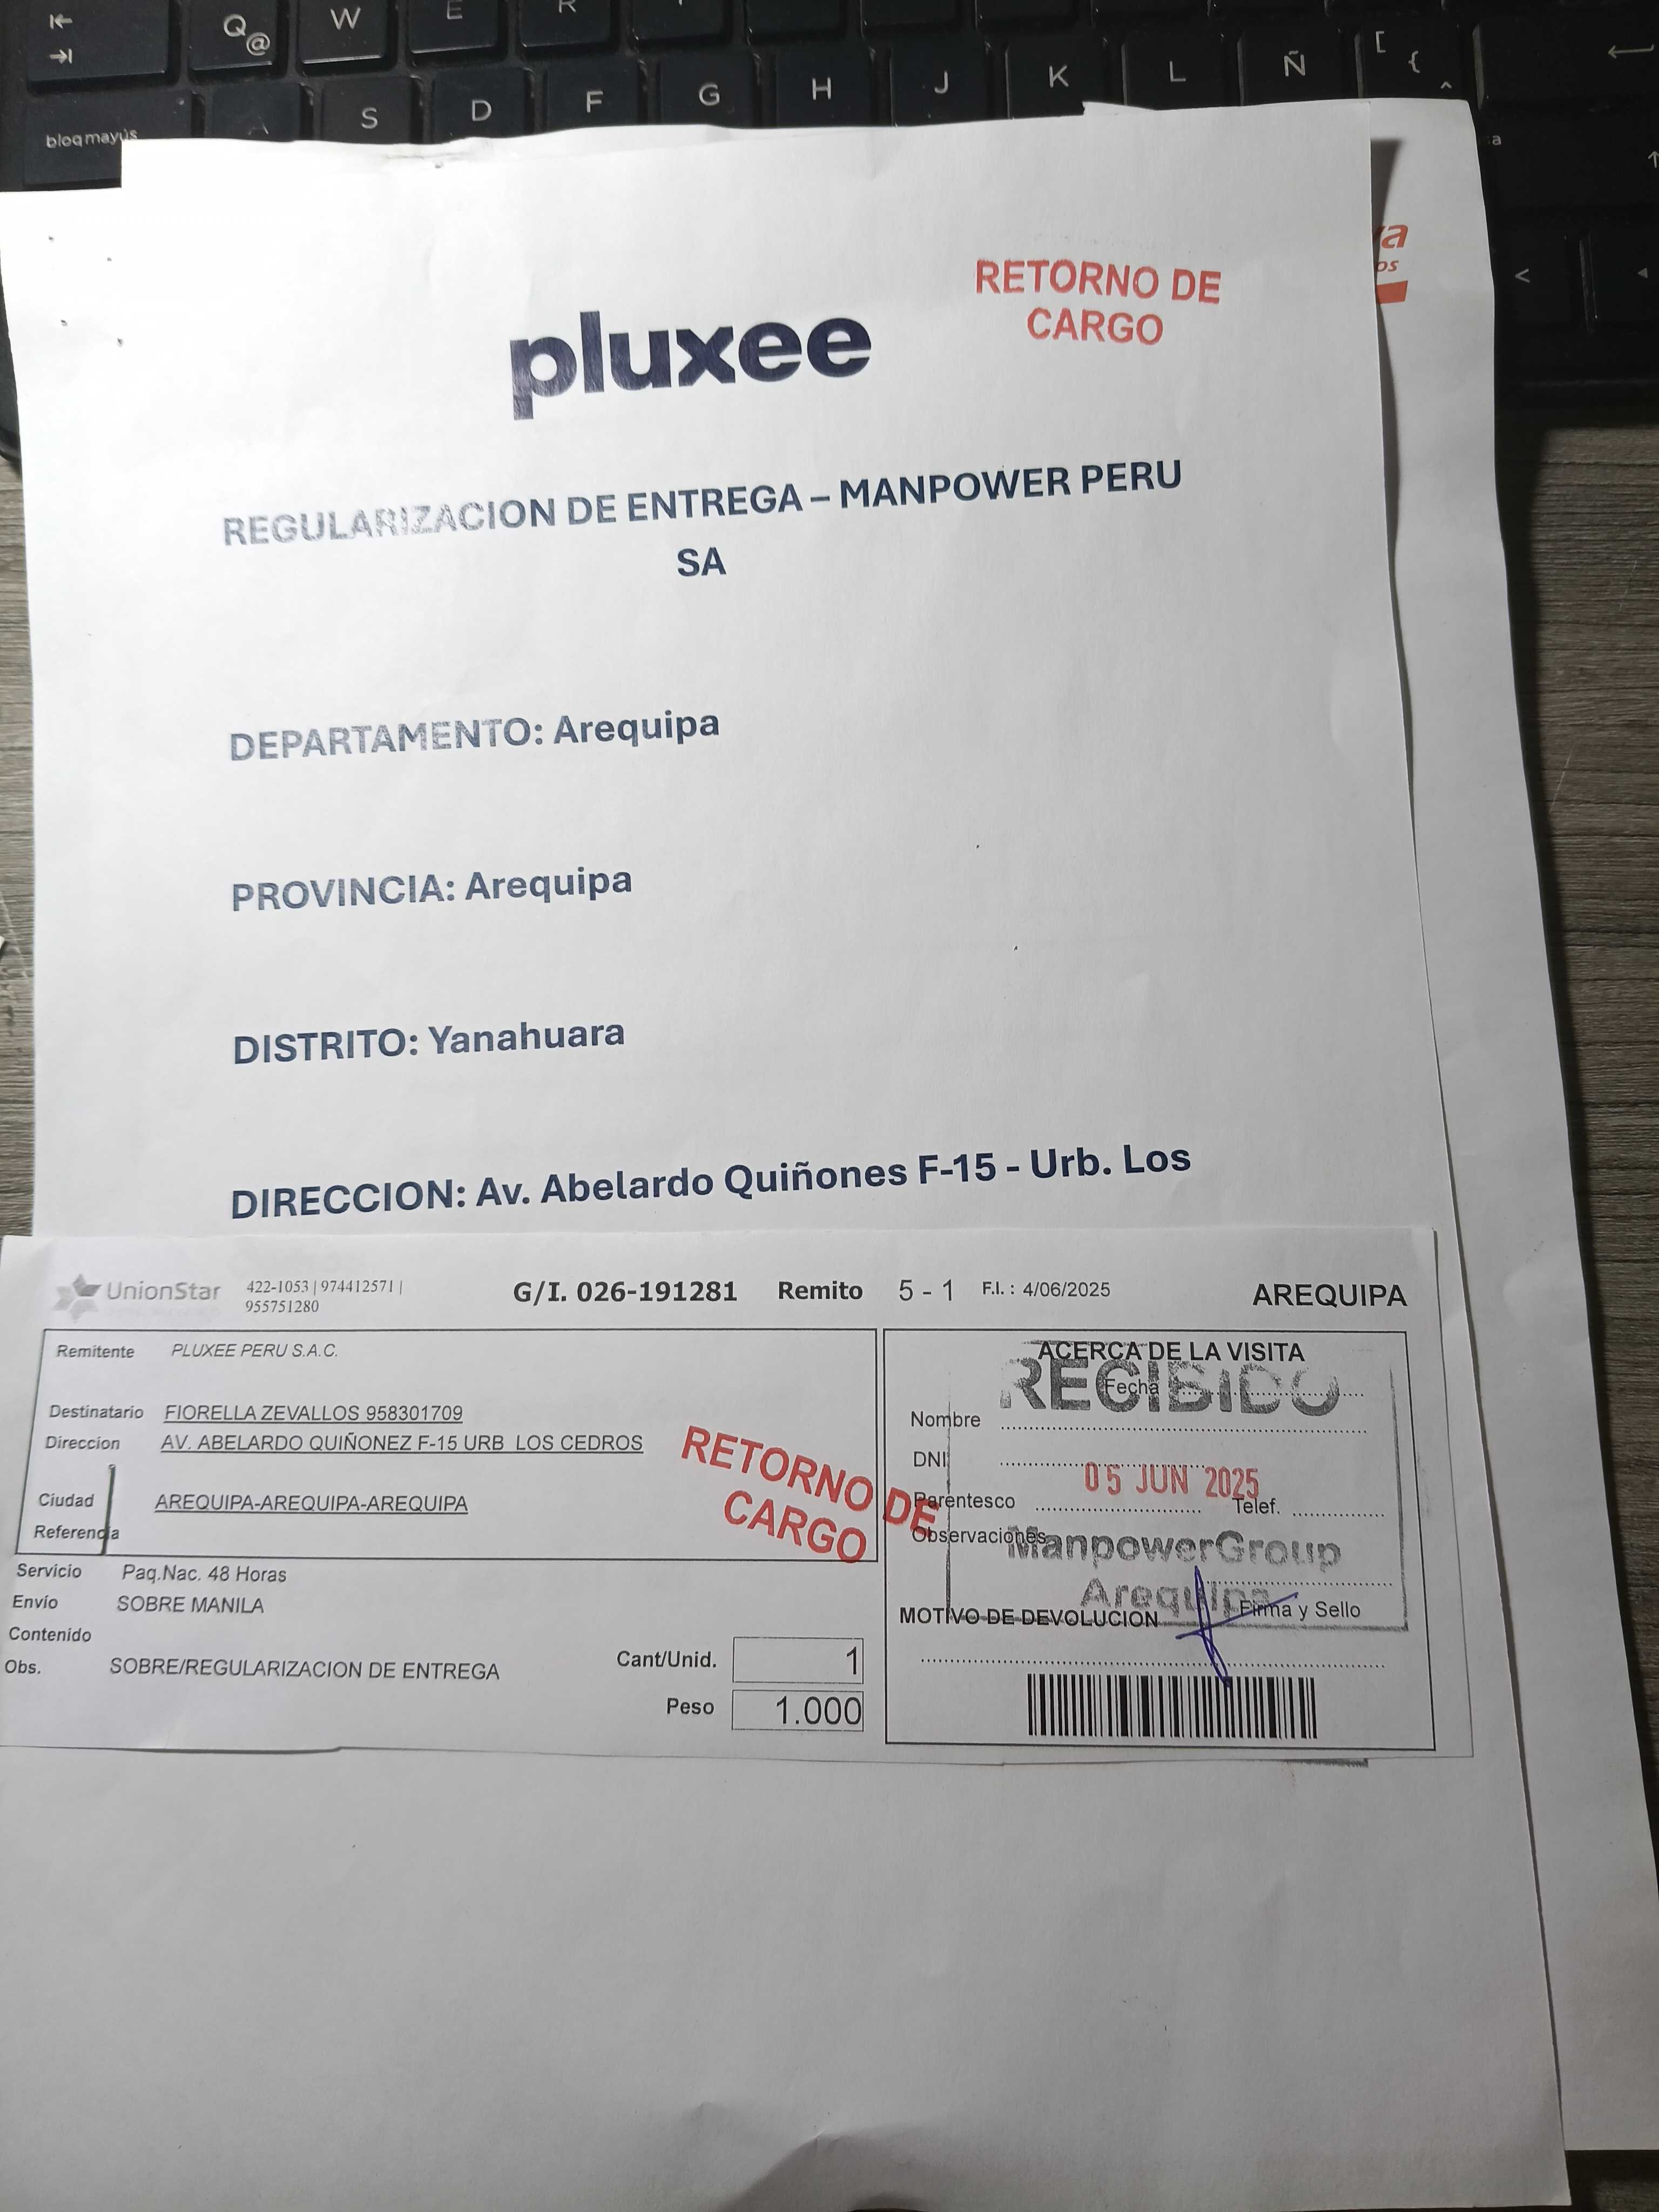 Q @ W E R
bloq mayús S D F G H J K L Ñ [ { ^
RETORNO DE
CARGO
pluxee
REGULARIZACION DE ENTREGA – MANPOWER PERU
SA
DEPARTAMENTO: Arequipa
PROVINCIA: Arequipa
DISTRITO: Yanahuara
DIRECCION: Av. Abelardo Quiñones F-15 - Urb. Los
UnionStar 422-1053 | 974412571 |
955751280
G/I. 026-191281 Remito 5 - 1 F.I. : 4/06/2025 AREQUIPA
Remitente PLUXEE PERU S.A.C.
Destinatario FIORELLA ZEVALLOS 958301709
Direccion AV. ABELARDO QUIÑONEZ F-15 URB LOS CEDROS
Ciudad AREQUIPA-AREQUIPA-AREQUIPA
Referencia
RETORNO DE
CARGO
Servicio Paq.Nac. 48 Horas
Envío SOBRE MANILA
Contenido
Obs. SOBRE/REGULARIZACION DE ENTREGA
Cant/Unid. 1
Peso 1.000
ACERCA DE LA VISITA
RECIBIDO
Fecha
Nombre
DNI
05 JUN 2025
Parentesco Telef.
Observaciones
ManpowerGroup
Arequipa
Firma y Sello
MOTIVO DE DEVOLUCION